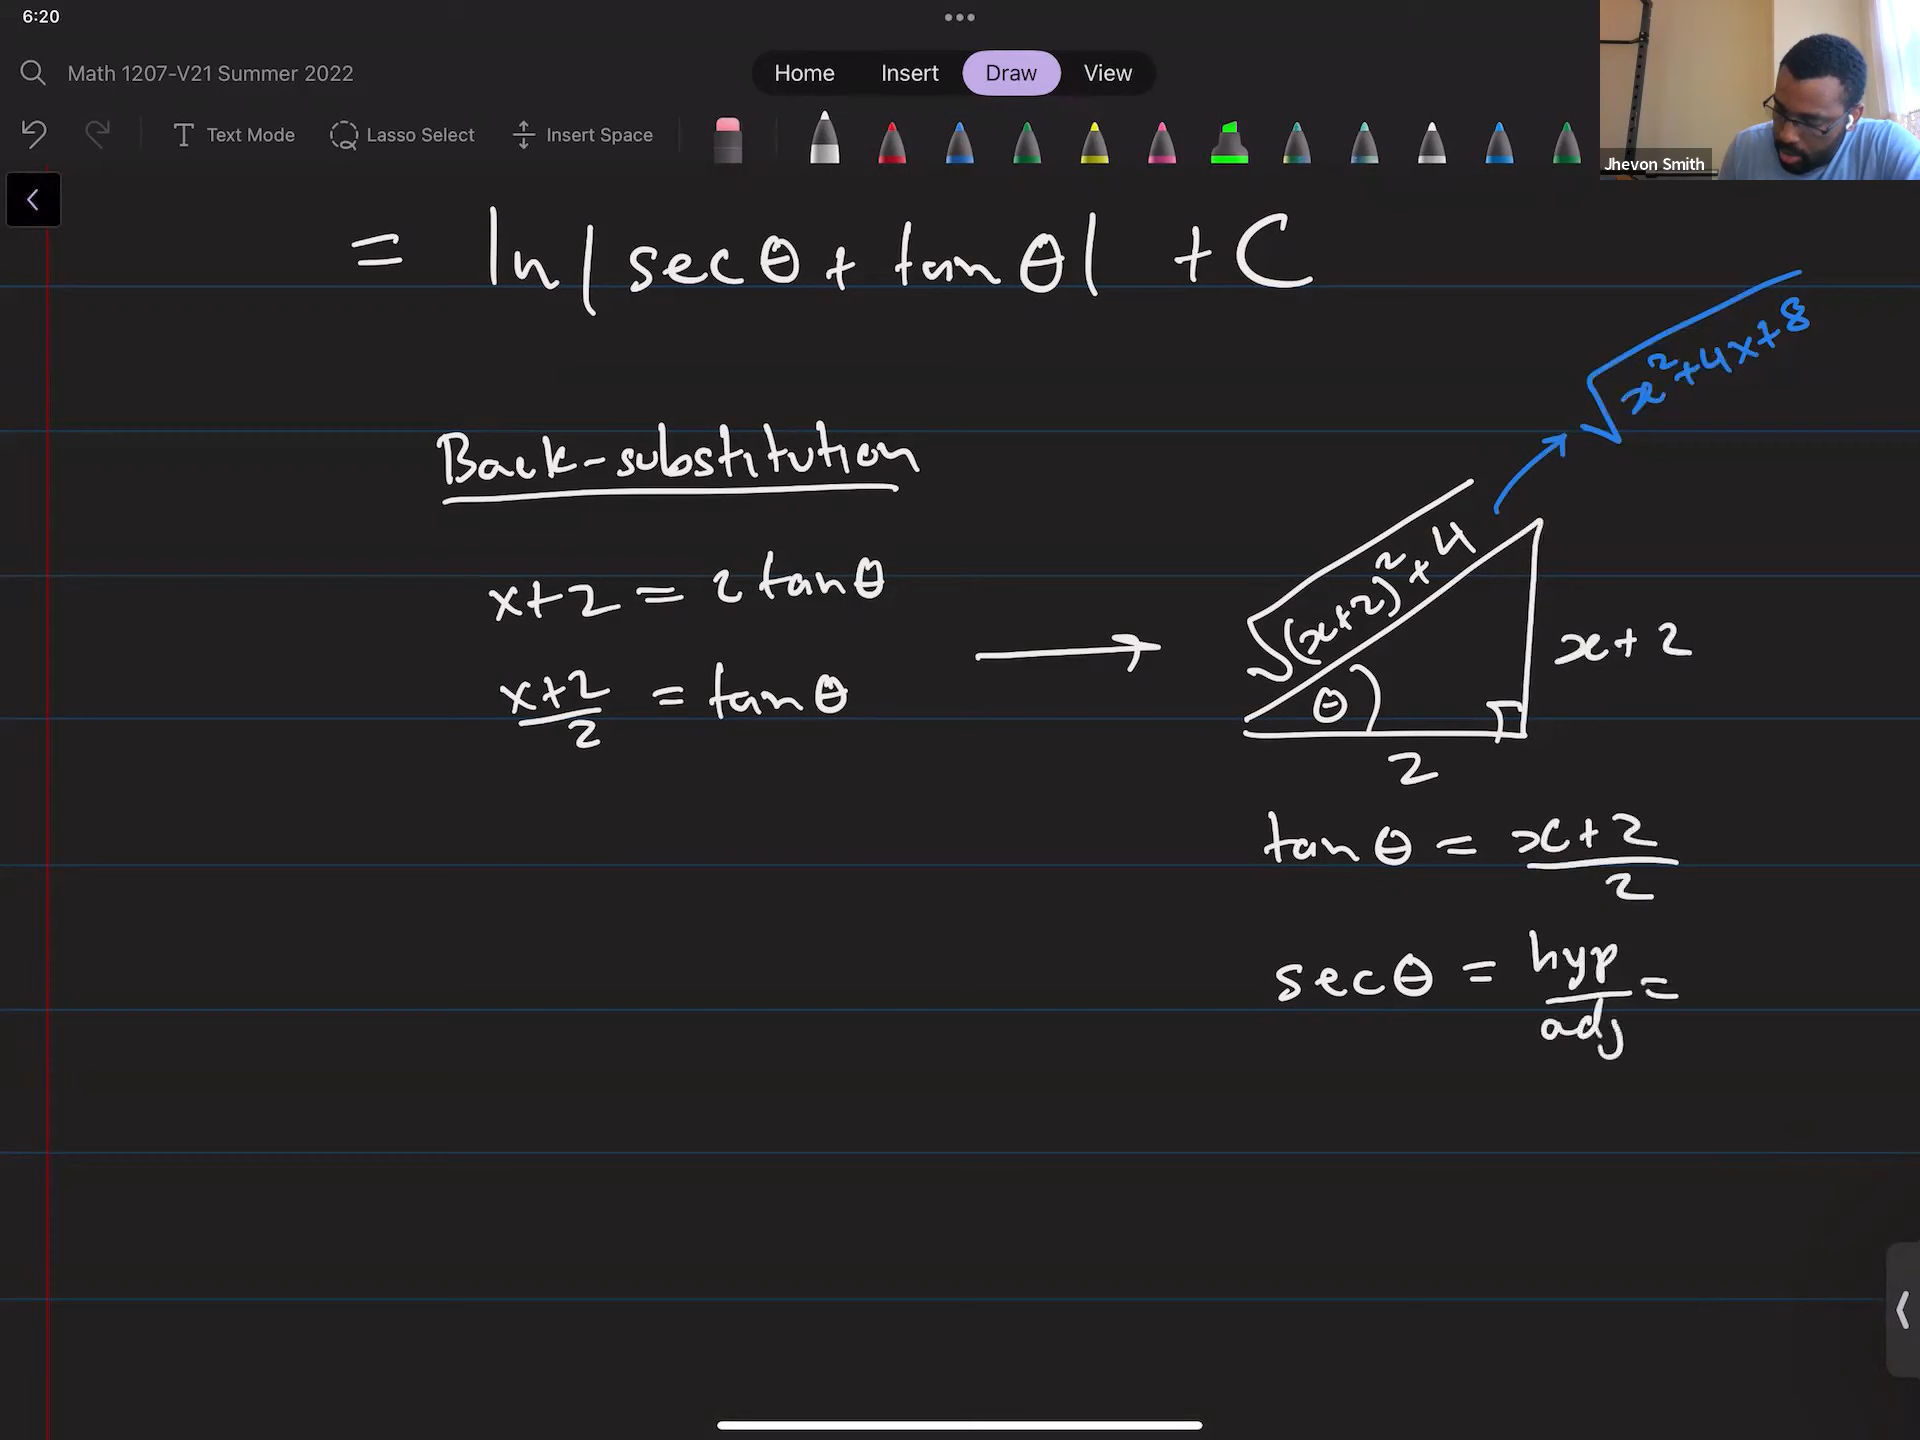 6:20
Math 1207-V21 Summer 2022
Home Insert Draw View
Text Mode Lasso Select Insert Space
Jhevon Smith
= ln|secθ + tanθ| + C
√x²+4x+8
Back-substitution
√(x+2)²+4
x+2 = 2tanθ
x+2
x+2/2 = tanθ
θ
2
tanθ = x+2/2
secθ = hyp/adj =